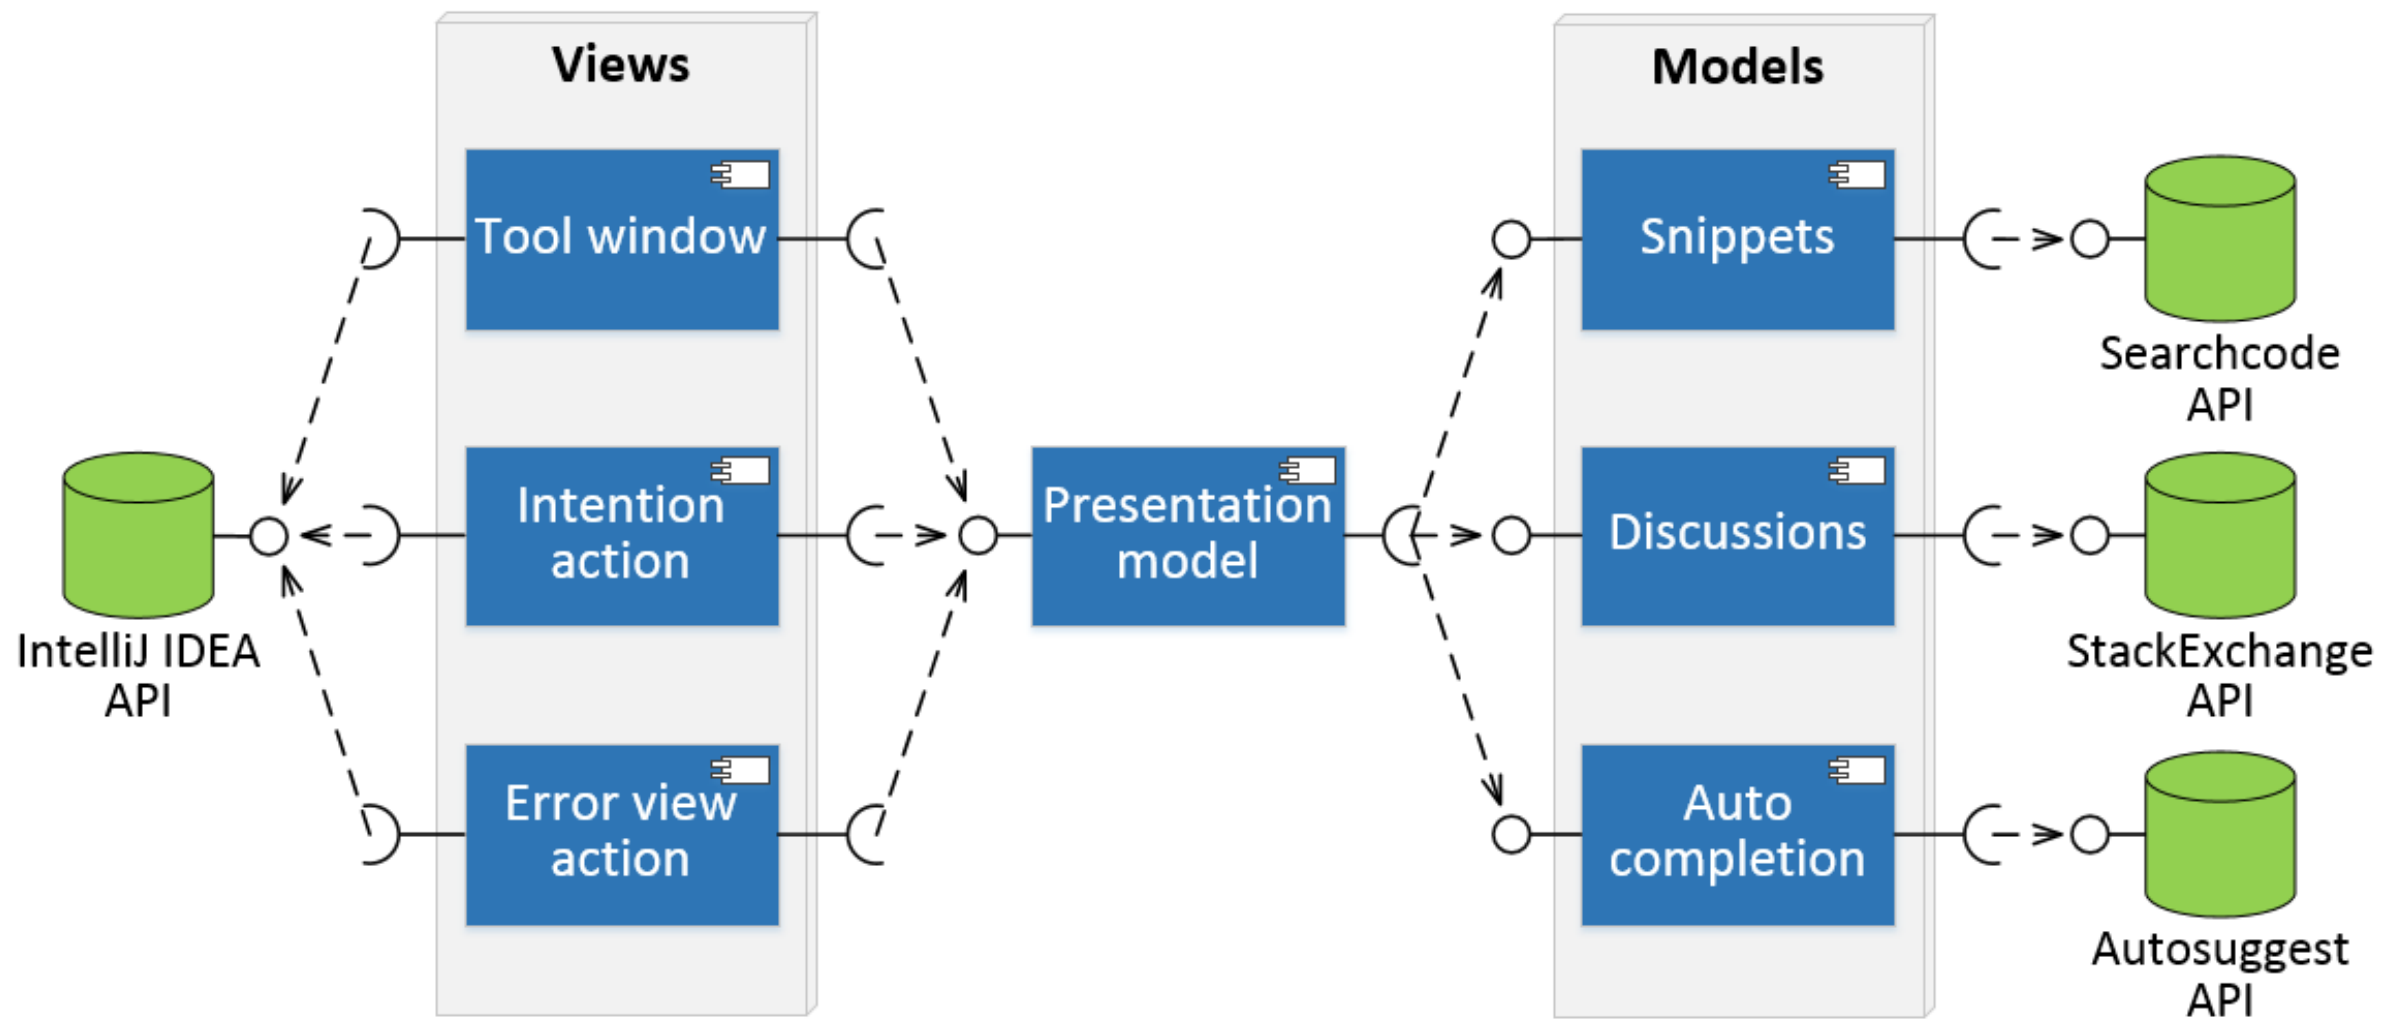 Views
Models
Tool window
Snippets
Searchcode
API
IntelliJ IDEA
API
Intention
action
Presentation
model
Discussions
StackExchange
API
Error view
action
Auto
completion
Autosuggest
API